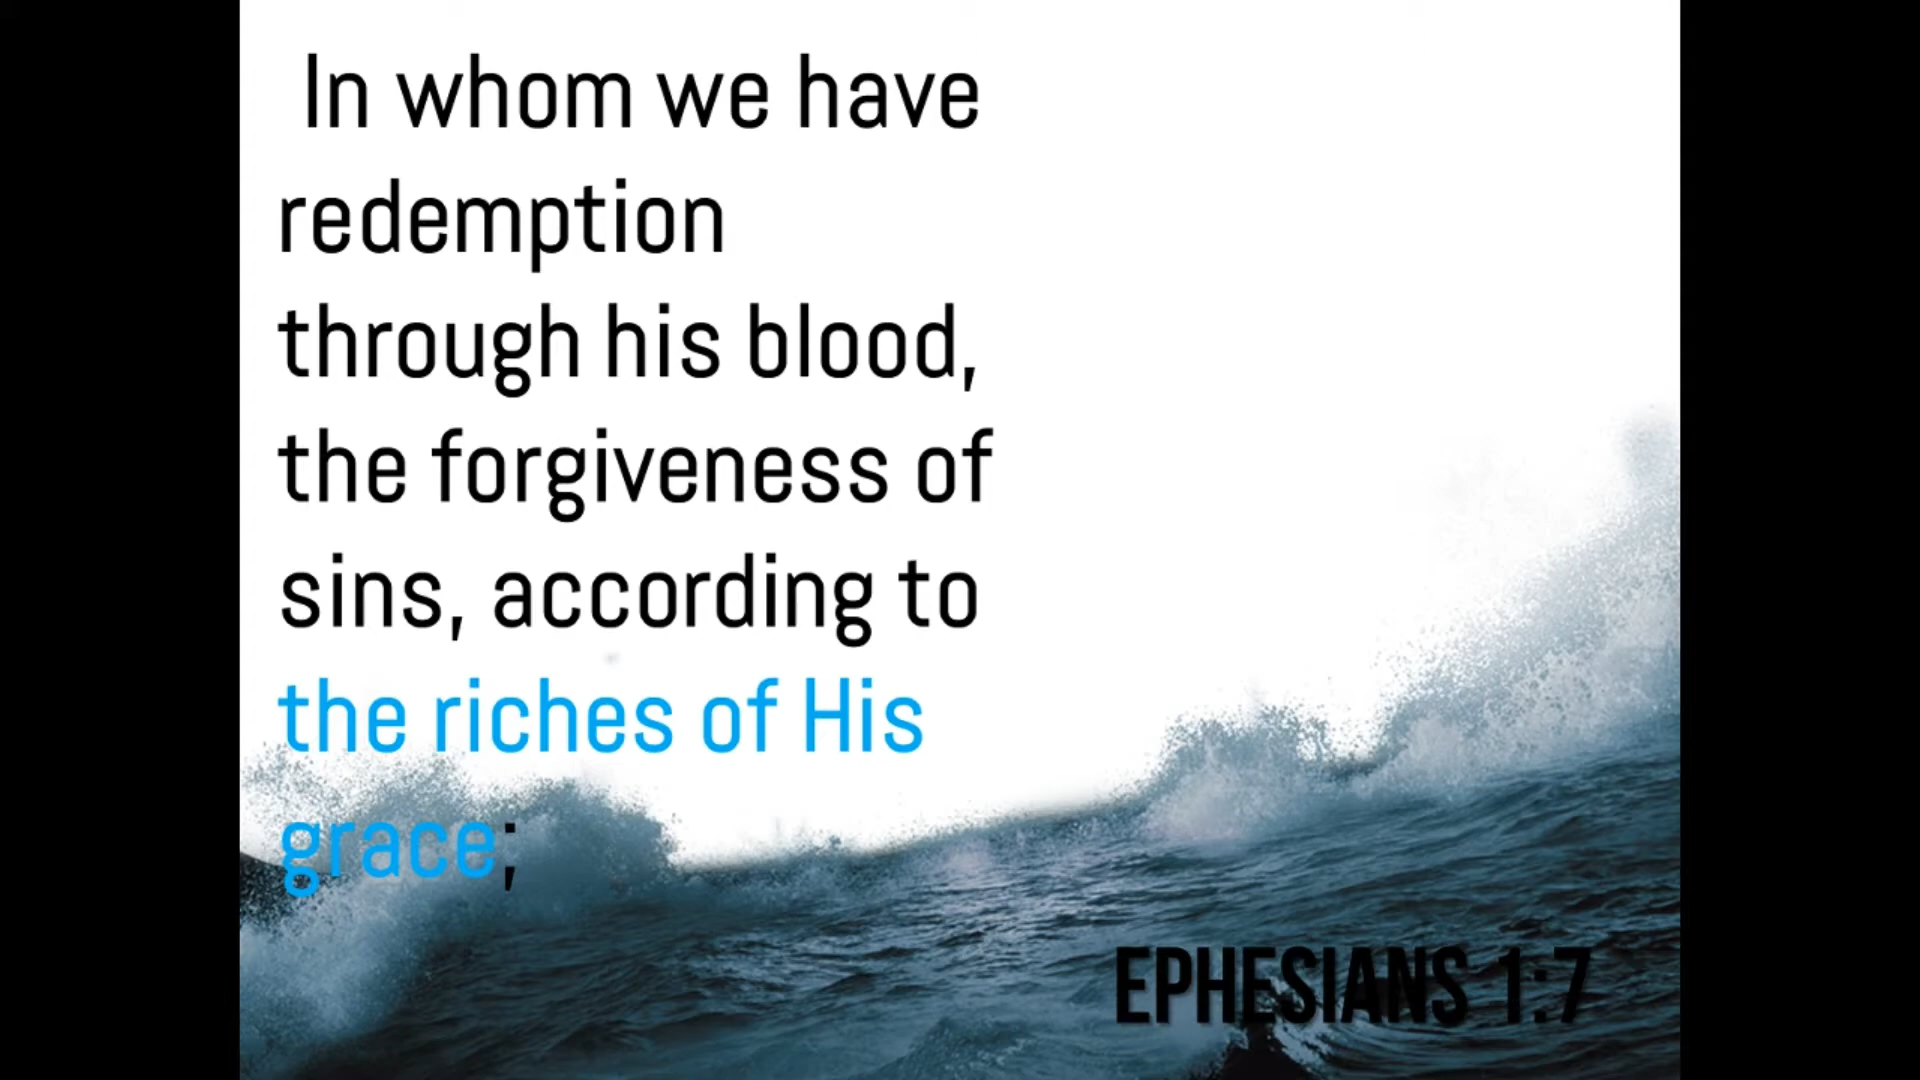 In whom we have
redemption
through his blood,
the forgiveness of
sins, according to
the riches of His
grace;
EPHESIANS 1:7